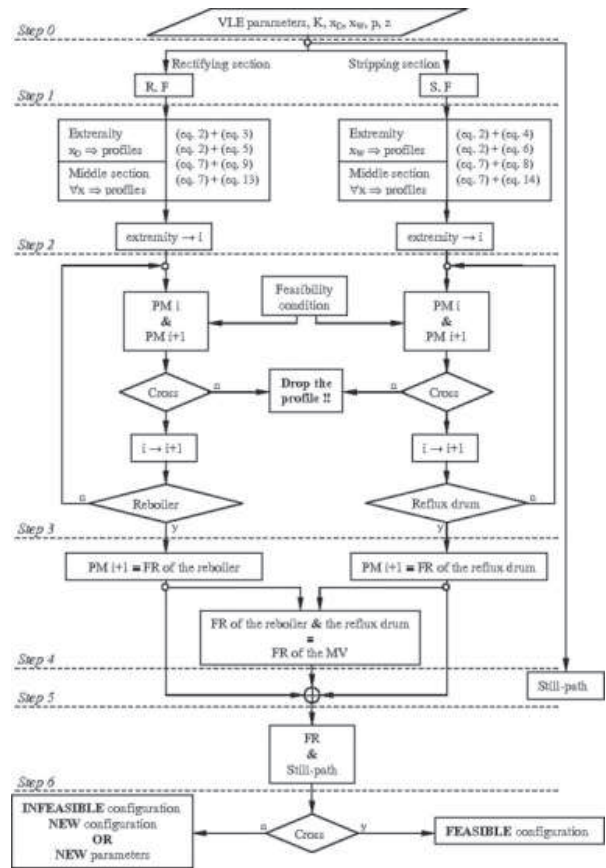 VLE parameters, K, x_D, x_W, p, z
Step 0
Rectifying section
Stripping section
R, F
S, F
Step 1
Extremity
x_D ⇒ profiles
Middle section
∀x ⇒ profiles
(eq. 2) + (eq. 3)
(eq. 2) + (eq. 5)
(eq. 7) + (eq. 9)
(eq. 7) + (eq. 13)
Extremity
x_W ⇒ profiles
Middle section
∀x ⇒ profiles
(eq. 2) + (eq. 4)
(eq. 2) + (eq. 6)
(eq. 7) + (eq. 8)
(eq. 7) + (eq. 14)
extremity → i
extremity → i
Step 2
PM i
&
PM i+1
Feasibility
condition
PM i
&
PM i+1
Cross
n
Drop the
profile !!
n
Cross
i → i+1
i → i+1
n
Reboiler
y
Reflux drum
n
y
Step 3
PM i+1 ≡ FR of the reboiler
PM i+1 ≡ FR of the reflux drum
FR of the reboiler & the reflux drum
≡
FR of the MV
Step 4
Still-path
Step 5
FR
&
Still-path
Step 6
INFEASIBLE configuration
NEW configuration
OR
NEW parameters
n
Cross
y
FEASIBLE configuration